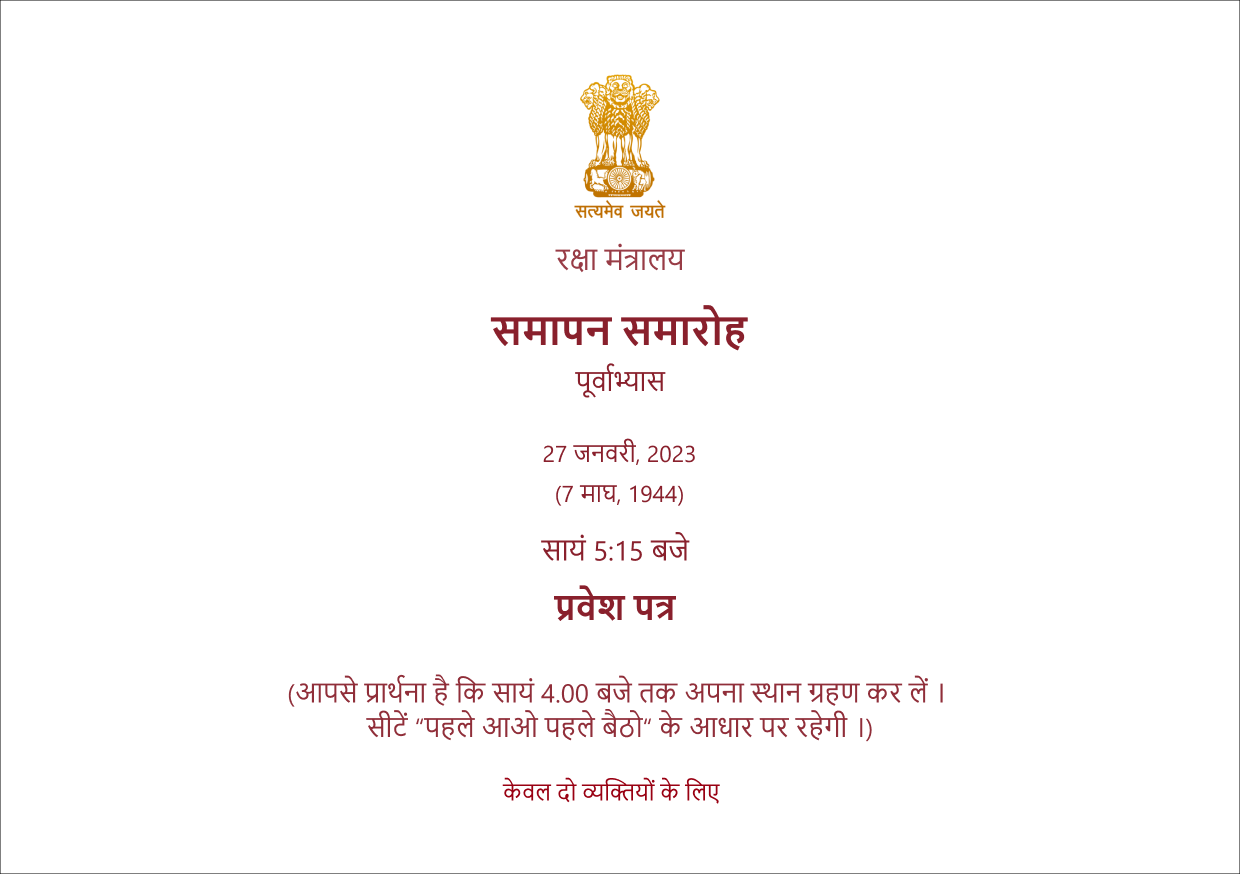 सत्यमेव जयते
रक्षा मंत्रालय
समापन समारोह
पूर्वाभ्यास
27 जनवरी, 2023
(7 माघ, 1944)
सायं 5:15 बजे
प्रवेश पत्र
(आपसे प्रार्थना है कि सायं 4.00 बजे तक अपना स्थान ग्रहण कर लें ।
सीटें “पहले आओ पहले बैठो“ के आधार पर रहेगी ।)
केवल दो व्यक्तियों के लिए